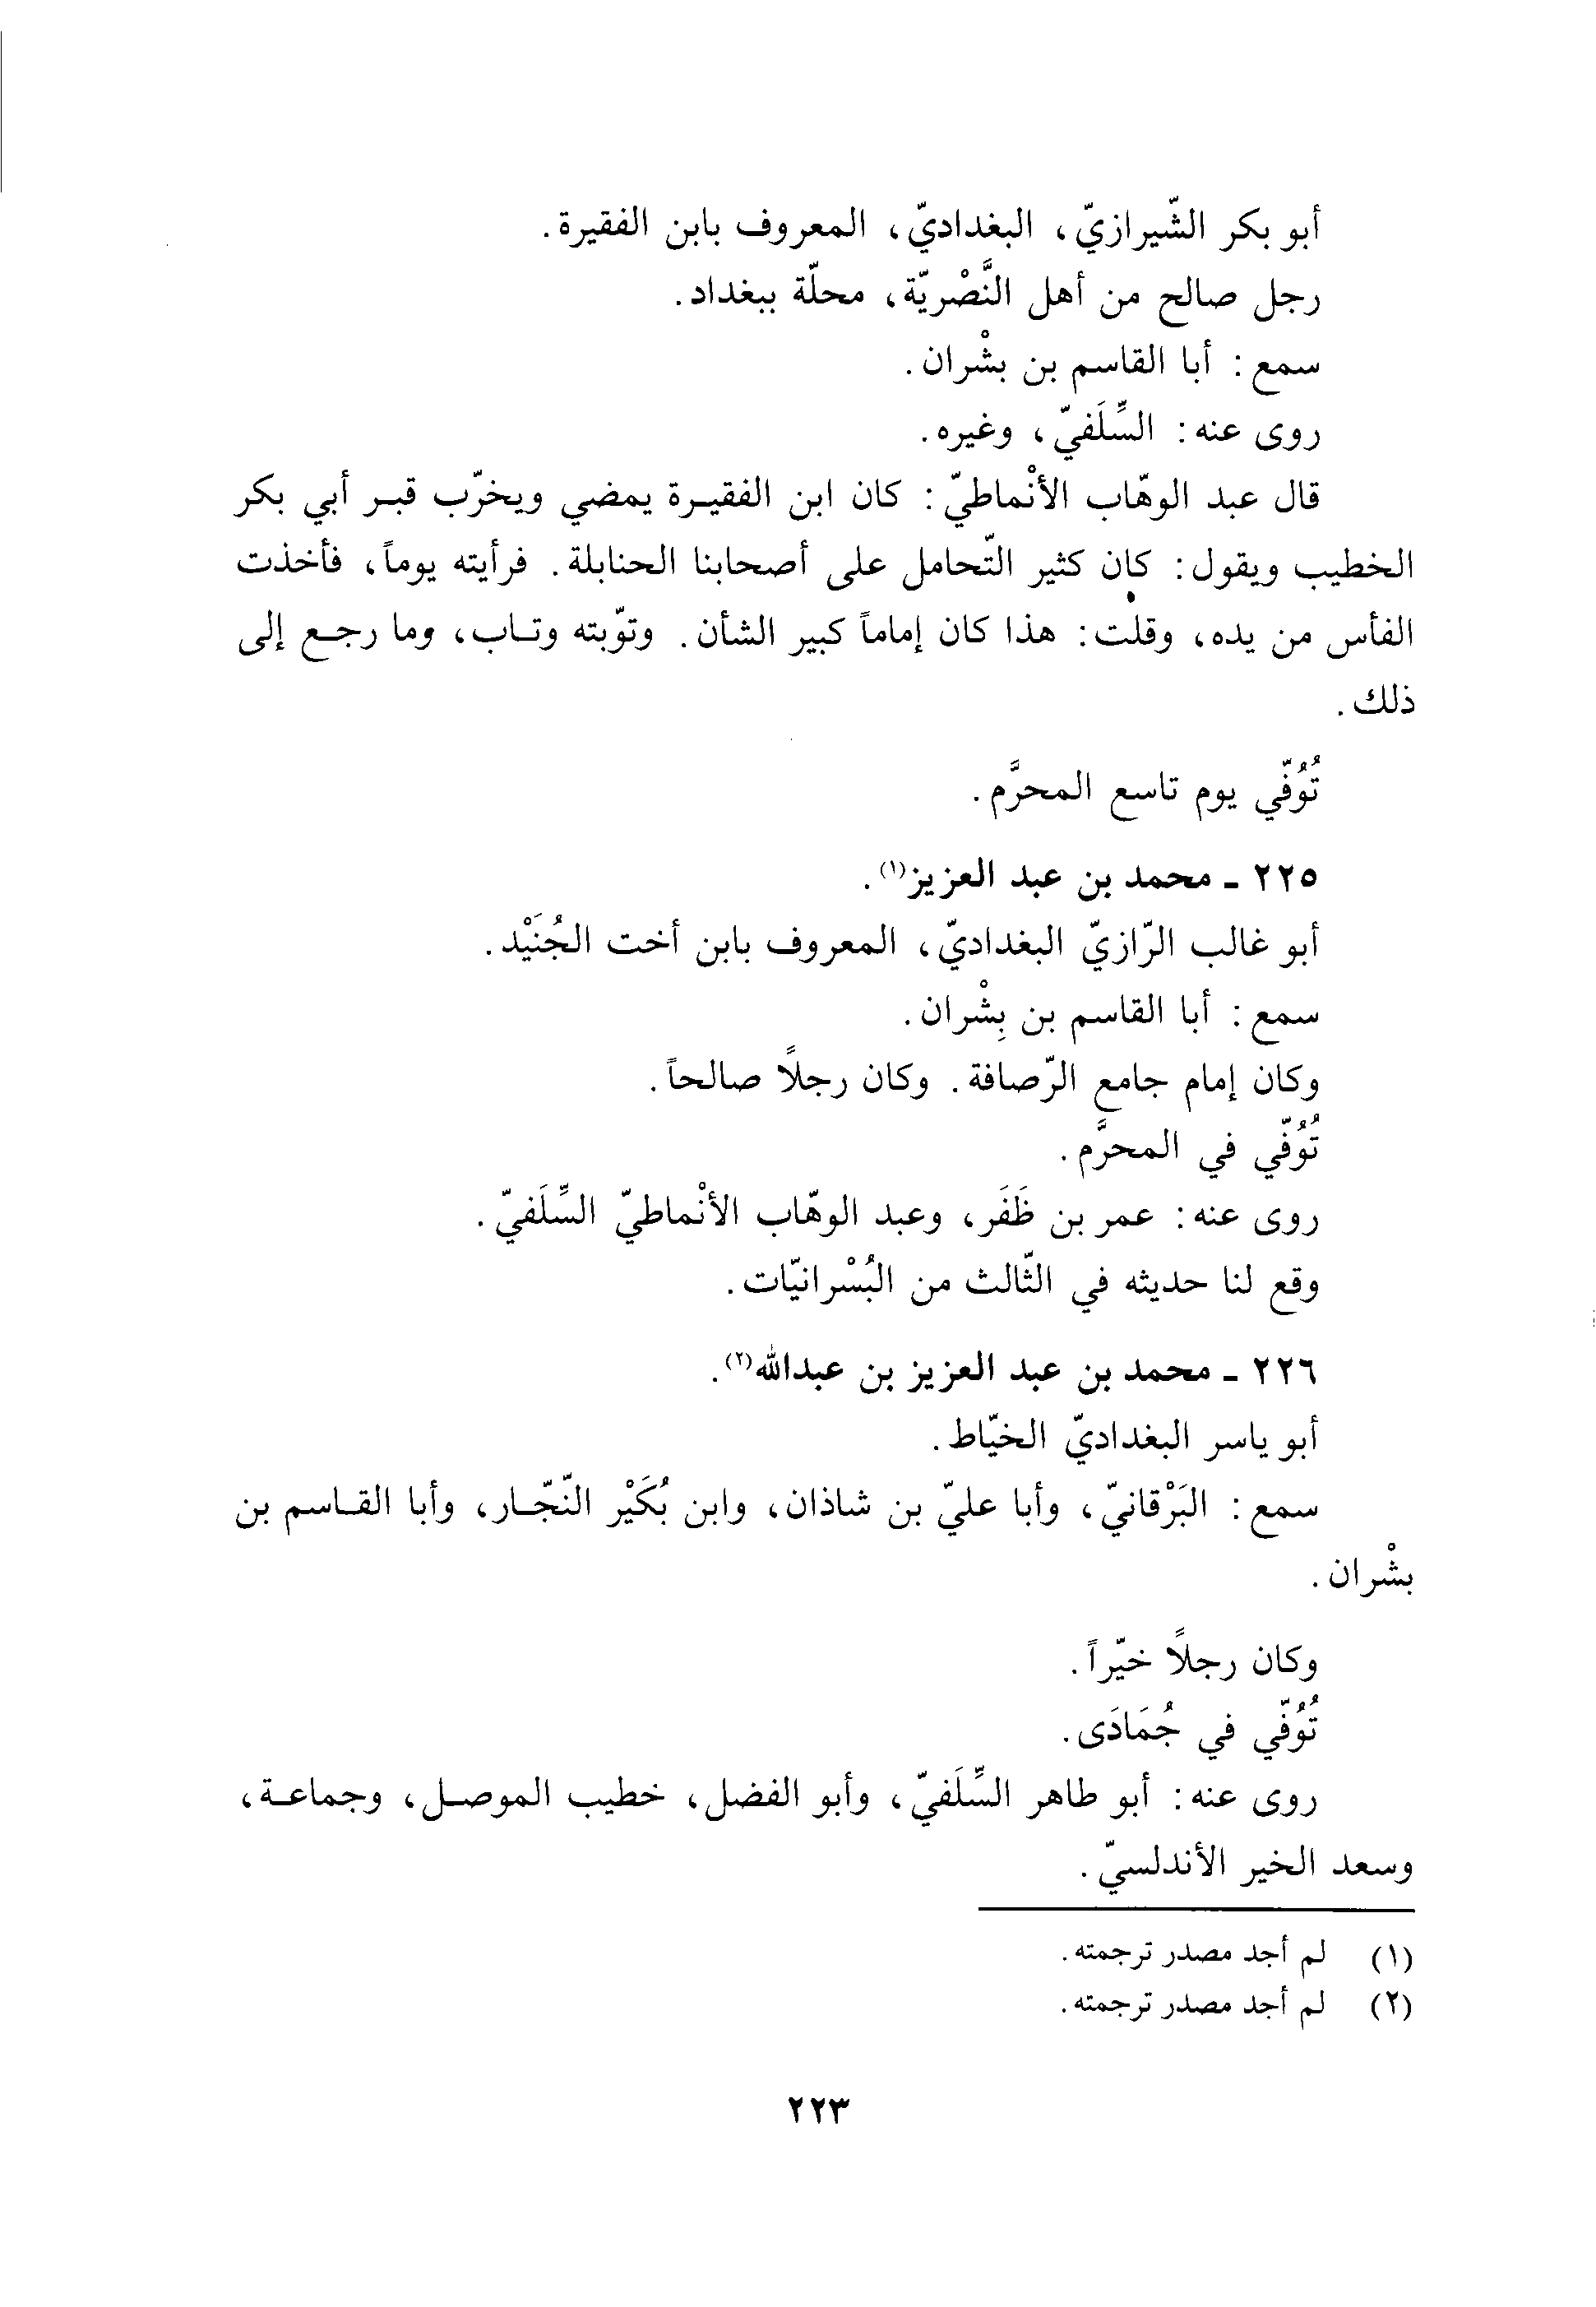 أبو بكر الشّيرازيّ، البغداديّ، المعروف بابن الفقيرة.
رجل صالح من أهل النَّصْريّة، محلّة ببغداد.
سمع: أبا القاسم بن بشْران.
روى عنه: السِّلَفيّ، وغيره.
قال عبد الوهّاب الأنْماطيّ: كان ابن الفقيرة يمضي ويخرّب قبر أبي بكر
الخطيب ويقول: كان كثير التّحامل على أصحابنا الحنابلة. فرأيته يوماً، فأخذت
الفأس من يده، وقلت: هذا كان إماماً كبير الشأن. وتوّبته وتاب، وما رجع إلى
ذلك.
تُوُفّي يوم تاسع المحرَّم.
٢٢٥ ـ محمد بن عبد العزيز(١).
أبو غالب الرّازيّ البغداديّ، المعروف بابن أخت الجُنَيْد.
سمع: أبا القاسم بن بِشْران.
وكان إمام جامع الرّصافة. وكان رجلاً صالحاً.
تُوُفّي في المحرَّم.
روى عنه: عمر بن ظَفَر، وعبد الوهّاب الأنْماطيّ السِّلَفيّ.
وقع لنا حديثه في الثّالث من البُسْرانيّات.
٢٢٦ ـ محمد بن عبد العزيز بن عبدالله(٢).
أبو ياسر البغداديّ الخيّاط.
سمع: البَرْقانيّ، وأبا عليّ بن شاذان، وابن بُكَيْر النّجّار، وأبا القاسم بن
بشْران.
وكان رجلاً خيّراً.
تُوُفّي في جُمَادَى.
روى عنه: أبو طاهر السِّلَفيّ، وأبو الفضل، خطيب الموصل، وجماعة،
وسعد الخير الأندلسيّ.
(١) لم أجد مصدر ترجمته.
(٢) لم أجد مصدر ترجمته.
٢٢٣